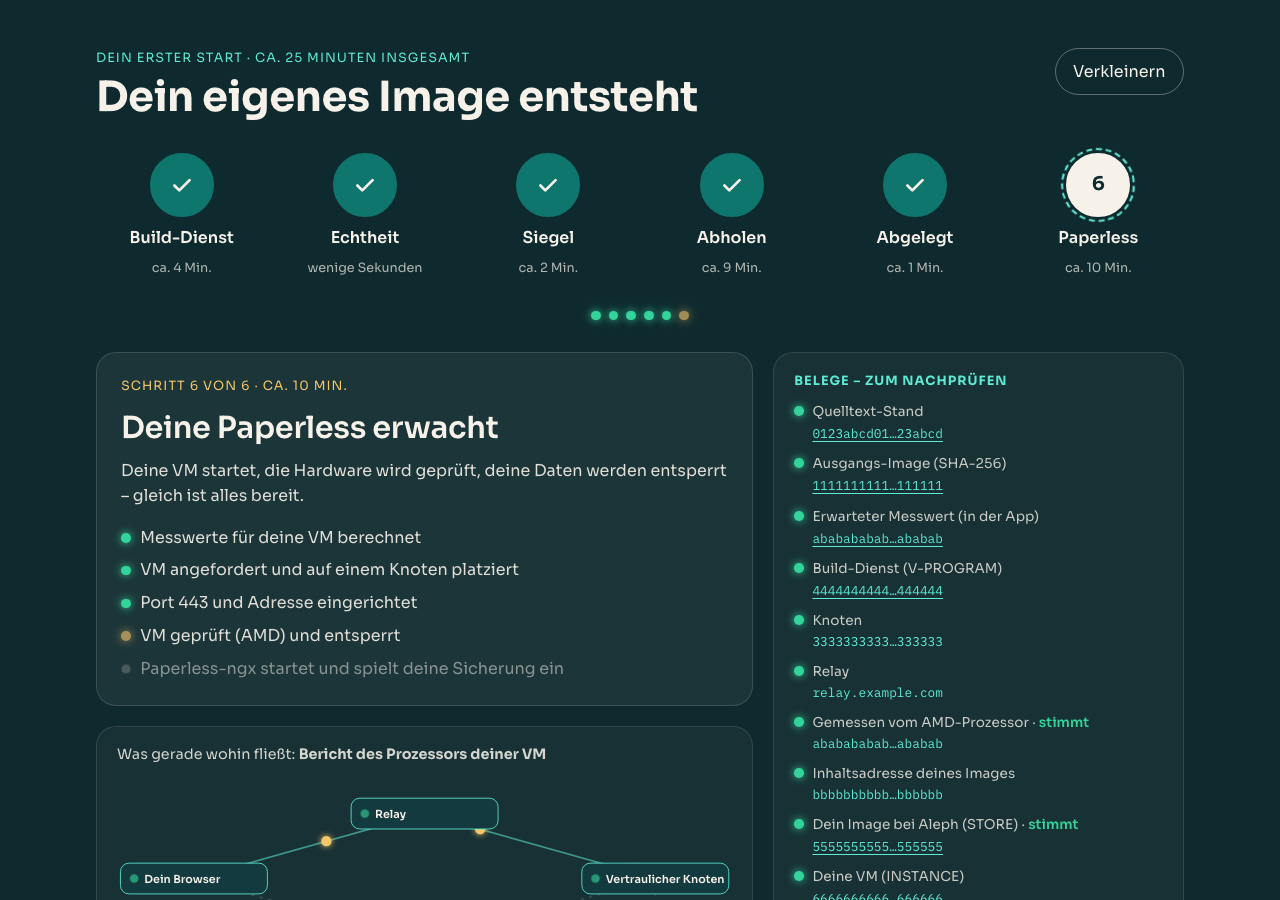 DEIN ERSTER START · CA. 25 MINUTEN INSGESAMT
Dein eigenes Image entsteht
Verkleinern
6
Build-Dienst
ca. 4 Min.
Echtheit
wenige Sekunden
Siegel
ca. 2 Min.
Abholen
ca. 9 Min.
Abgelegt
ca. 1 Min.
Paperless
ca. 10 Min.
SCHRITT 6 VON 6 · CA. 10 MIN.
Deine Paperless erwacht
Deine VM startet, die Hardware wird geprüft, deine Daten werden entsperrt
– gleich ist alles bereit.
Messwerte für deine VM berechnet
VM angefordert und auf einem Knoten platziert
Port 443 und Adresse eingerichtet
VM geprüft (AMD) und entsperrt
Paperless-ngx startet und spielt deine Sicherung ein
Was gerade wohin fließt: Bericht des Prozessors deiner VM
Relay
Dein Browser
Vertraulicher Knoten
BELEGE – ZUM NACHPRÜFEN
Quelltext-Stand
0123abcd01…23abcd
Ausgangs-Image (SHA-256)
1111111111…111111
Erwarteter Messwert (in der App)
ababababab…ababab
Build-Dienst (V-PROGRAM)
4444444444…444444
Knoten
3333333333…333333
Relay
relay.example.com
Gemessen vom AMD-Prozessor · stimmt
ababababab…ababab
Inhaltsadresse deines Images
bbbbbbbbbb…bbbbbb
Dein Image bei Aleph (STORE) · stimmt
5555555555…555555
Deine VM (INSTANCE)
6666666666…666666